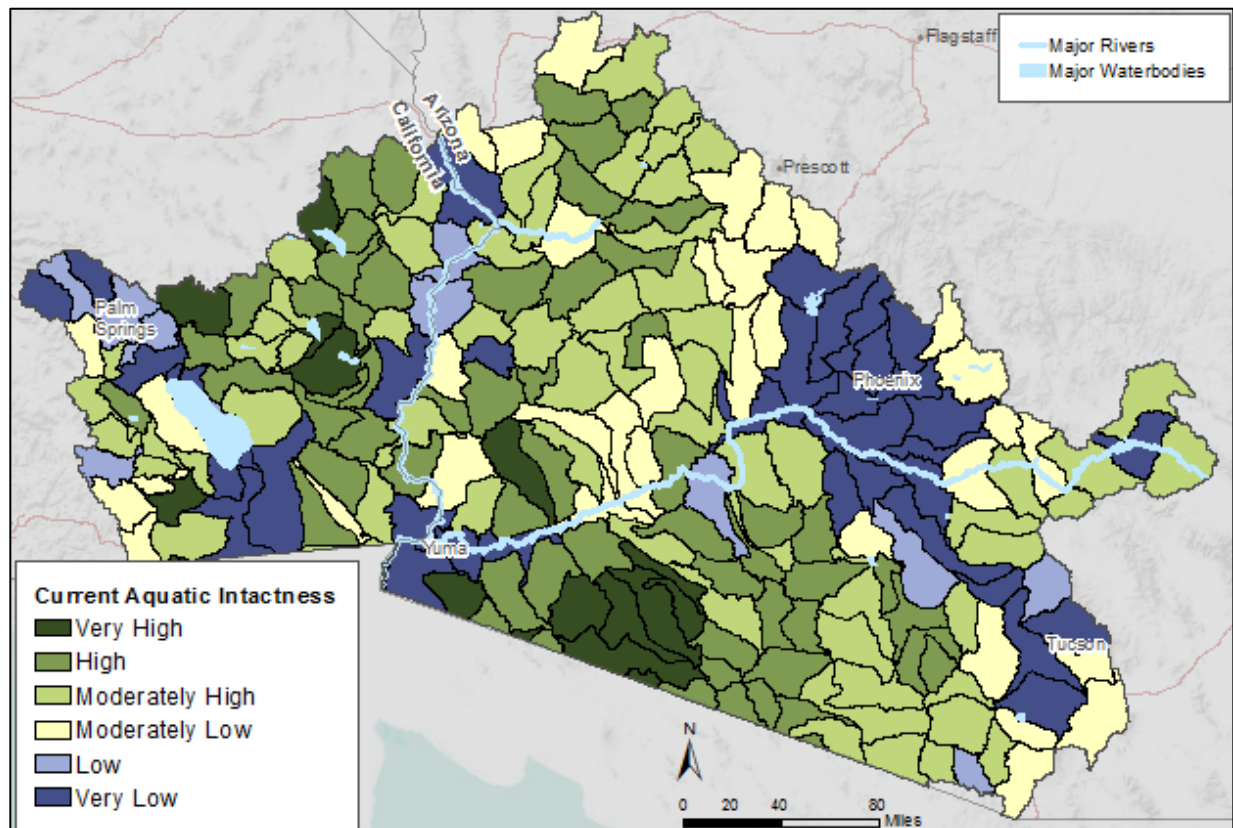 Flagstaff
Major Rivers
Major Waterbodies
Arizona
California
Prescott
Palm
Springs
Phoenix
Yuma
Tucson
Current Aquatic Intactness
Very High
High
Moderately High
Moderately Low
Low
Very Low
N
0 20 40 80
Miles